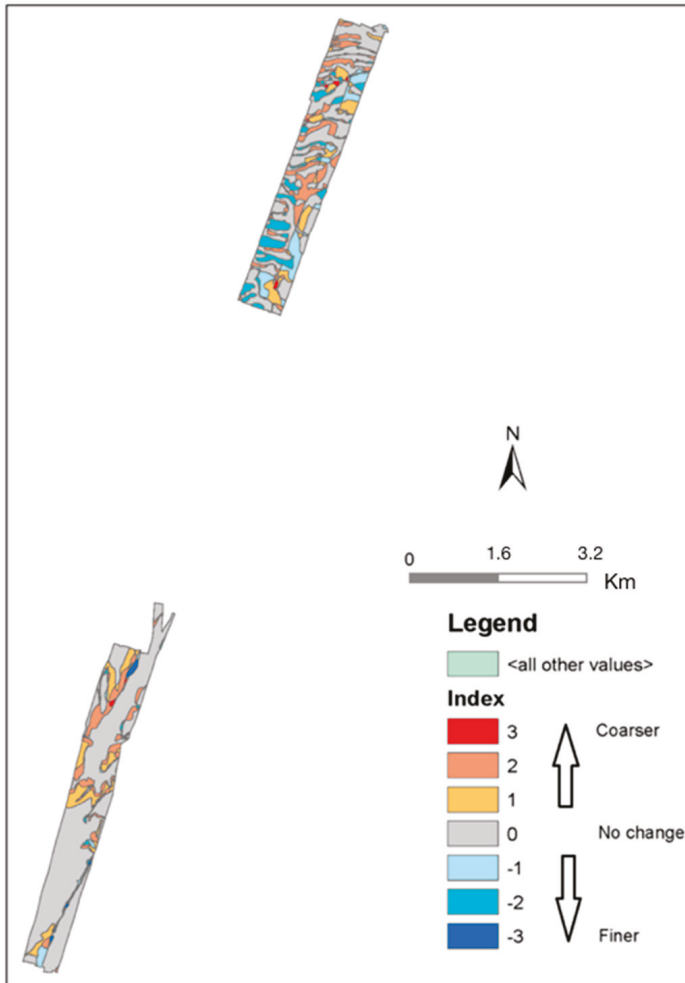 N
0 1.6 3.2
Km
Legend
<all other values>
Index
3 Coarser
2
1
0 No change
-1
-2
-3 Finer